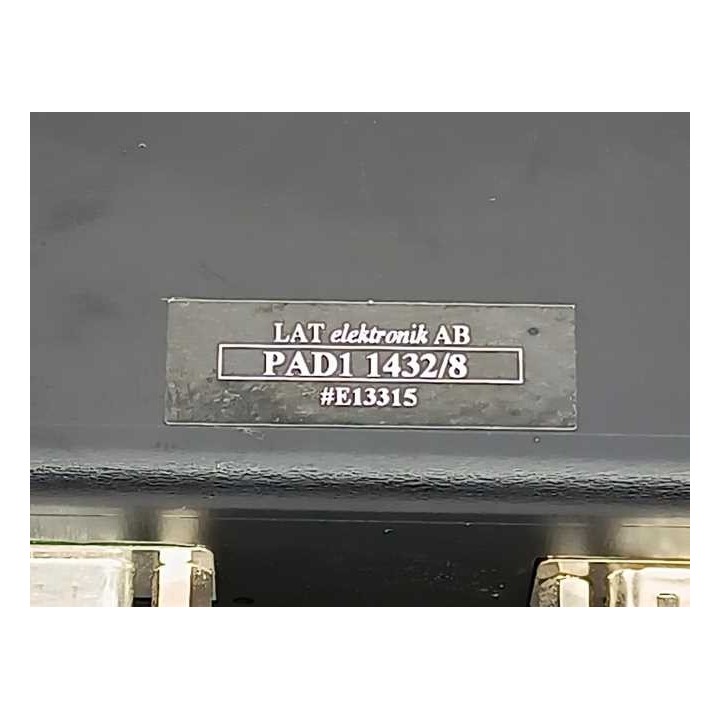 LAT elektronik AB
PAD1 1432/8
#E13315